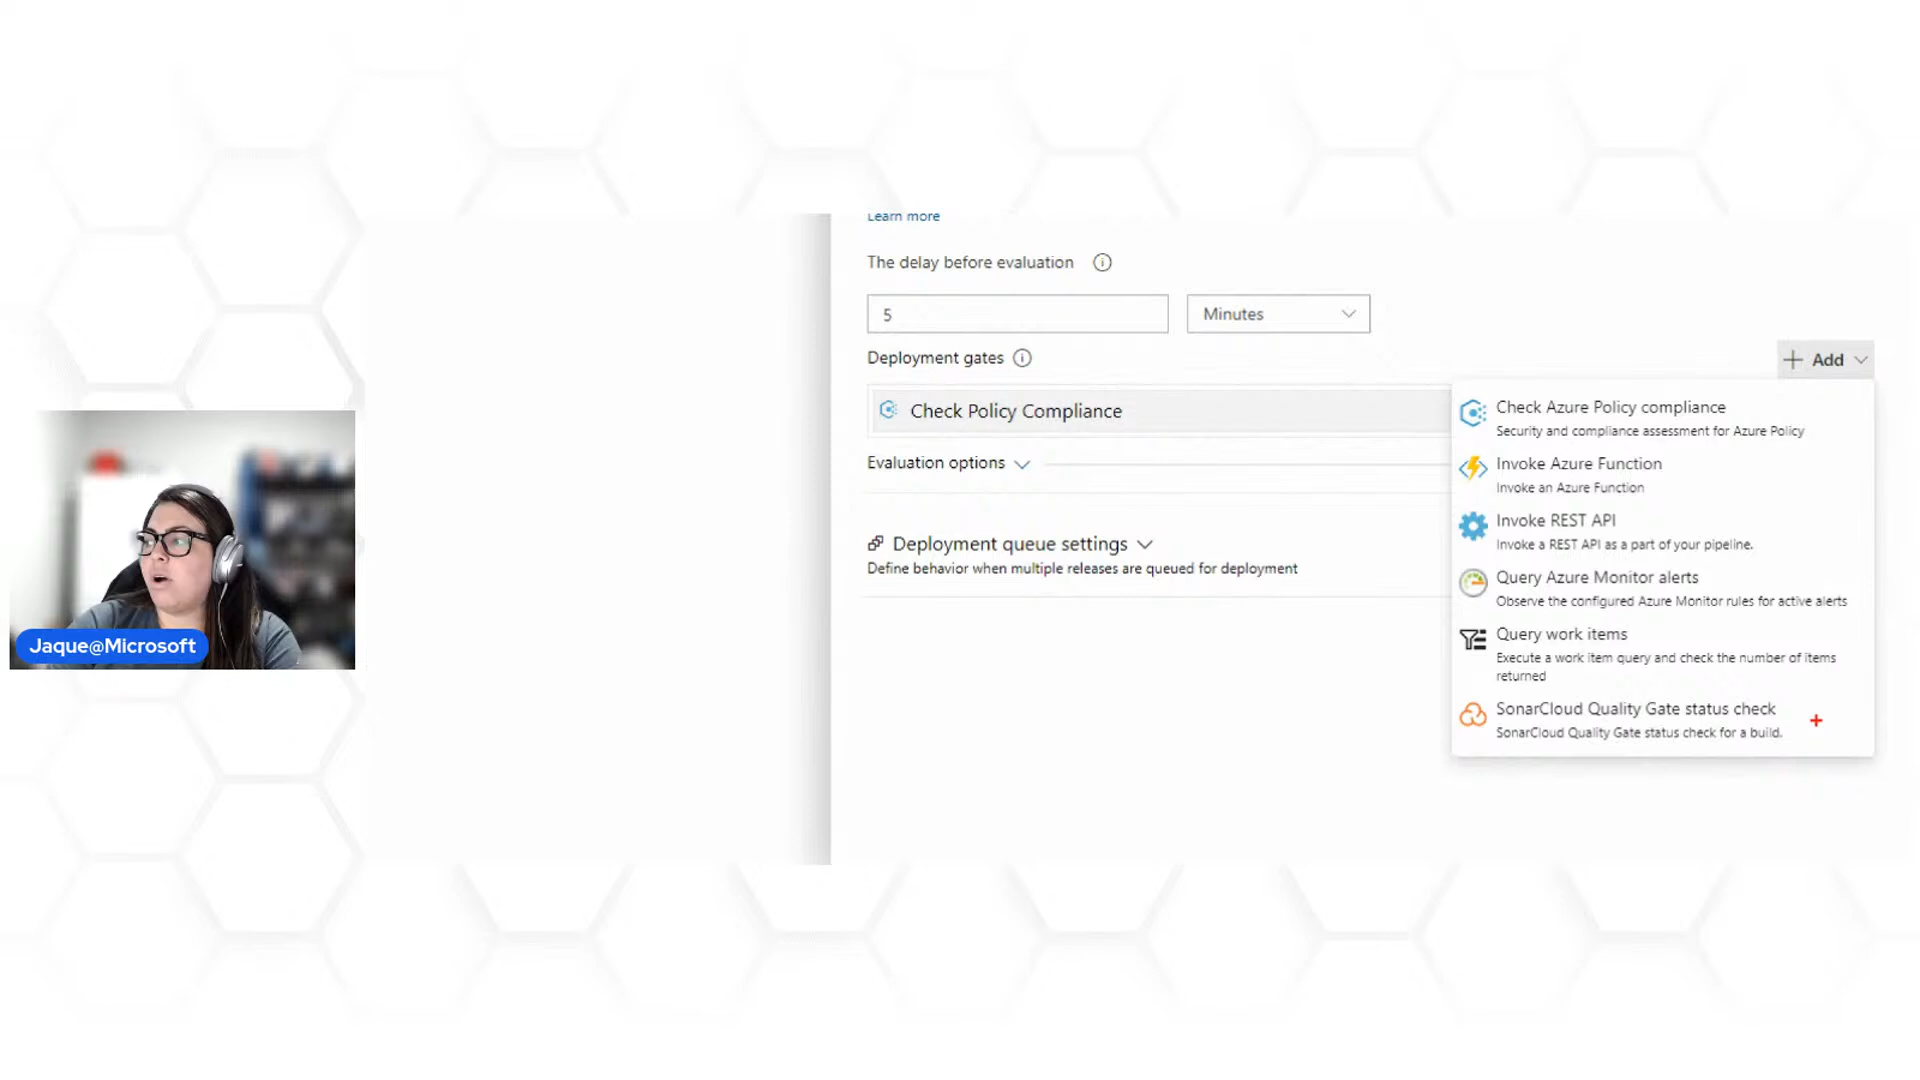 Learn more
The delay before evaluation
5
Minutes
Deployment gates
Add
Check Policy Compliance
Evaluation options
Deployment queue settings
Define behavior when multiple releases are queued for deployment
Check Azure Policy compliance
Security and compliance assessment for Azure Policy
Invoke Azure Function
Invoke an Azure Function
Invoke REST API
Invoke a REST API as a part of your pipeline.
Query Azure Monitor alerts
Observe the configured Azure Monitor rules for active alerts
Query work items
Execute a work item query and check the number of items
returned
SonarCloud Quality Gate status check
SonarCloud Quality Gate status check for a build.
Jaque@Microsoft